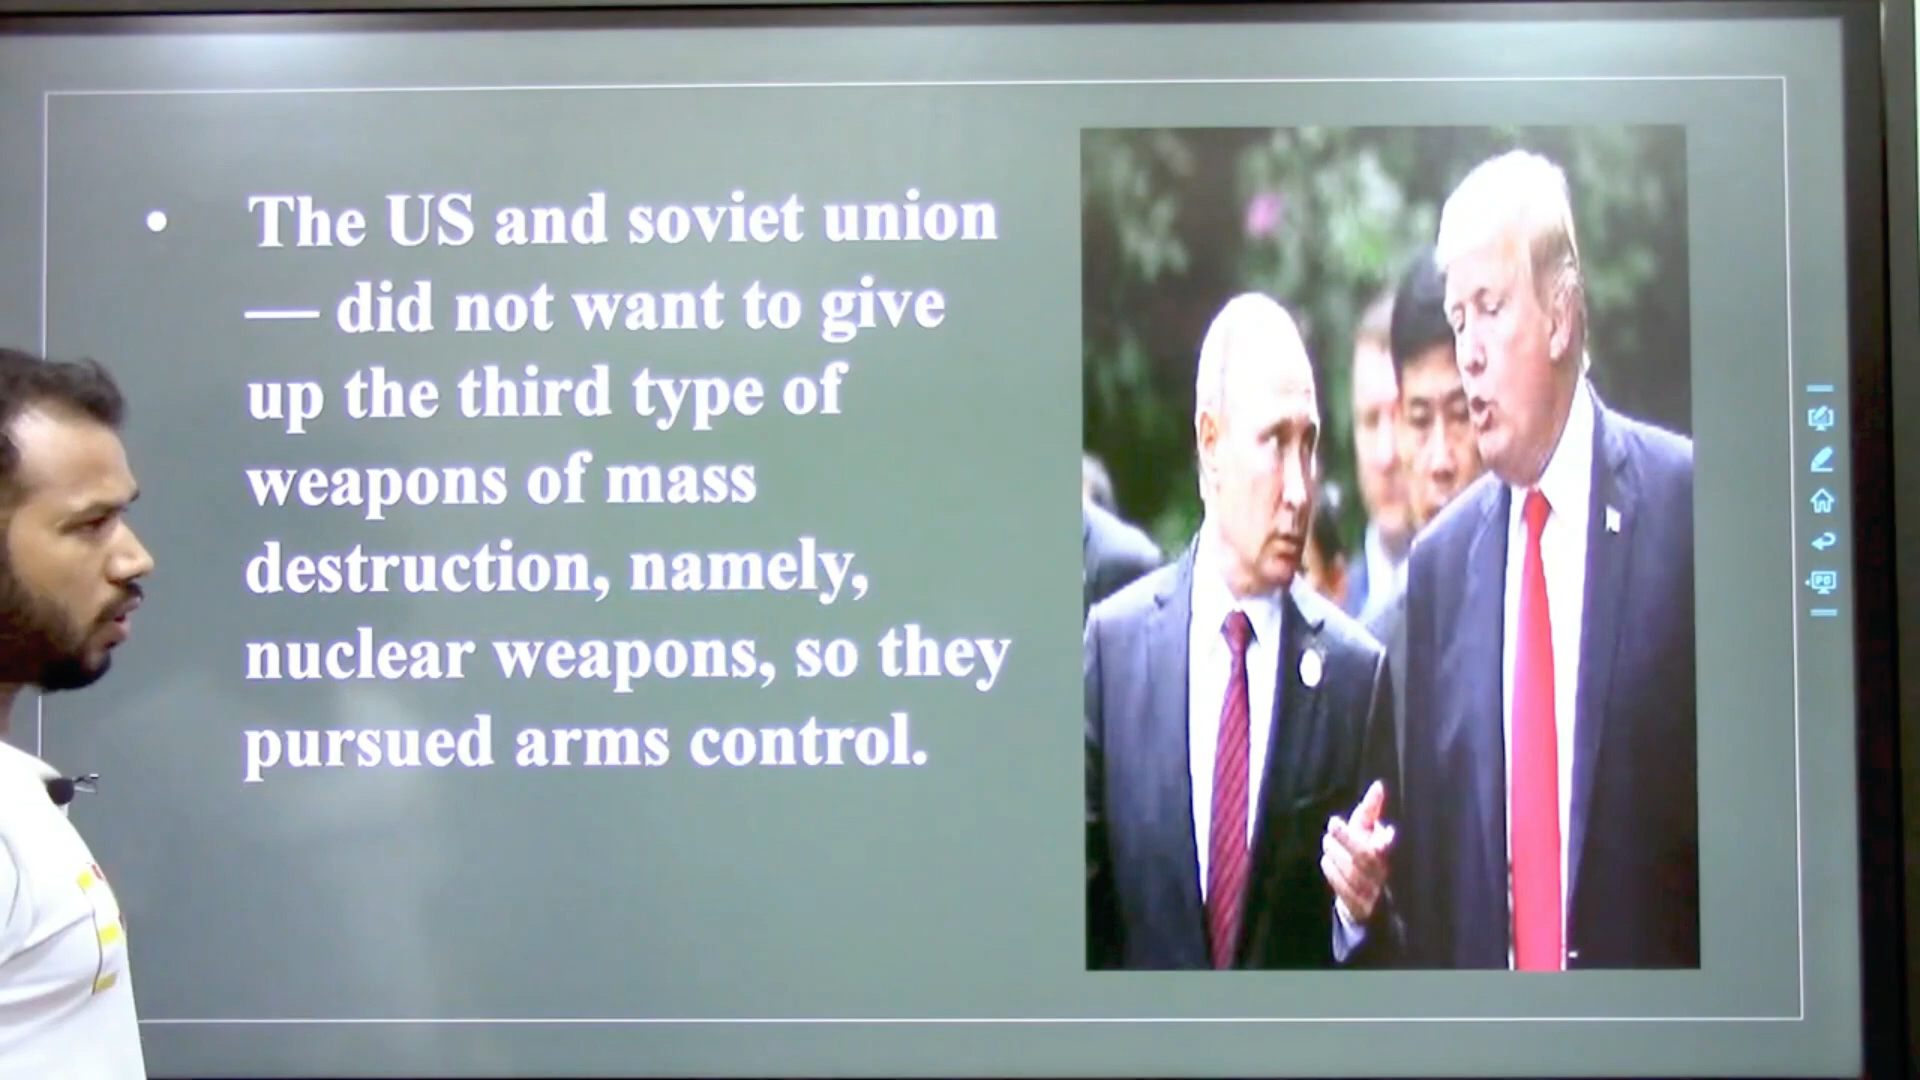 • The US and soviet union
— did not want to give
up the third type of
weapons of mass
destruction, namely,
nuclear weapons, so they
pursued arms control.